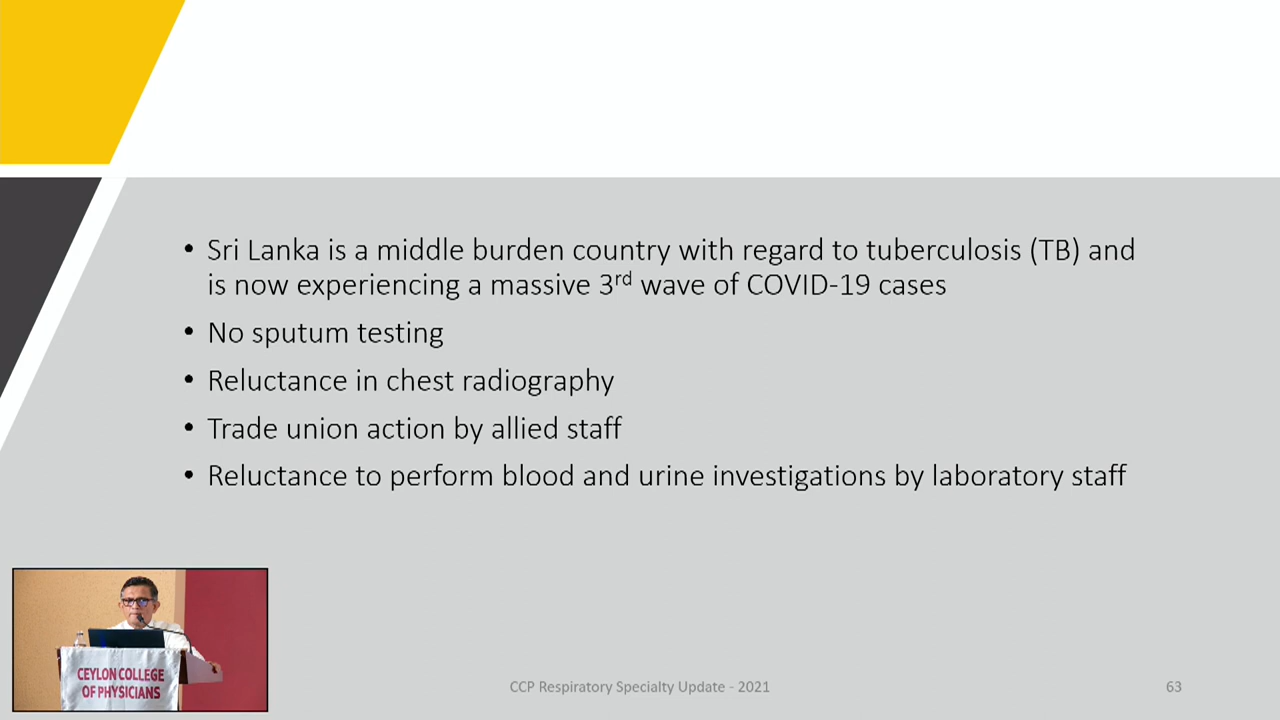 • Sri Lanka is a middle burden country with regard to tuberculosis (TB) and
is now experiencing a massive 3rd wave of COVID-19 cases
• No sputum testing
• Reluctance in chest radiography
• Trade union action by allied staff
• Reluctance to perform blood and urine investigations by laboratory staff
CEYLON COLLEGE
OF PHYSICIANS
CCP Respiratory Specialty Update - 2021
63